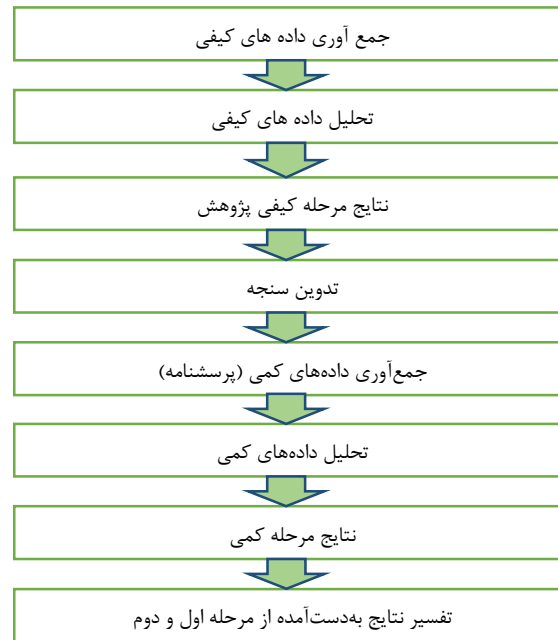 جمع آوری داده های کیفی
تحلیل داده های کیفی
نتایج مرحله کیفی پژوهش
تدوین سنجه
جمع‌آوری داده‌های کمی (پرسشنامه)
تحلیل داده‌های کمی
نتایج مرحله کمی
تفسیر نتایج به‌دست‌آمده از مرحله اول و دوم